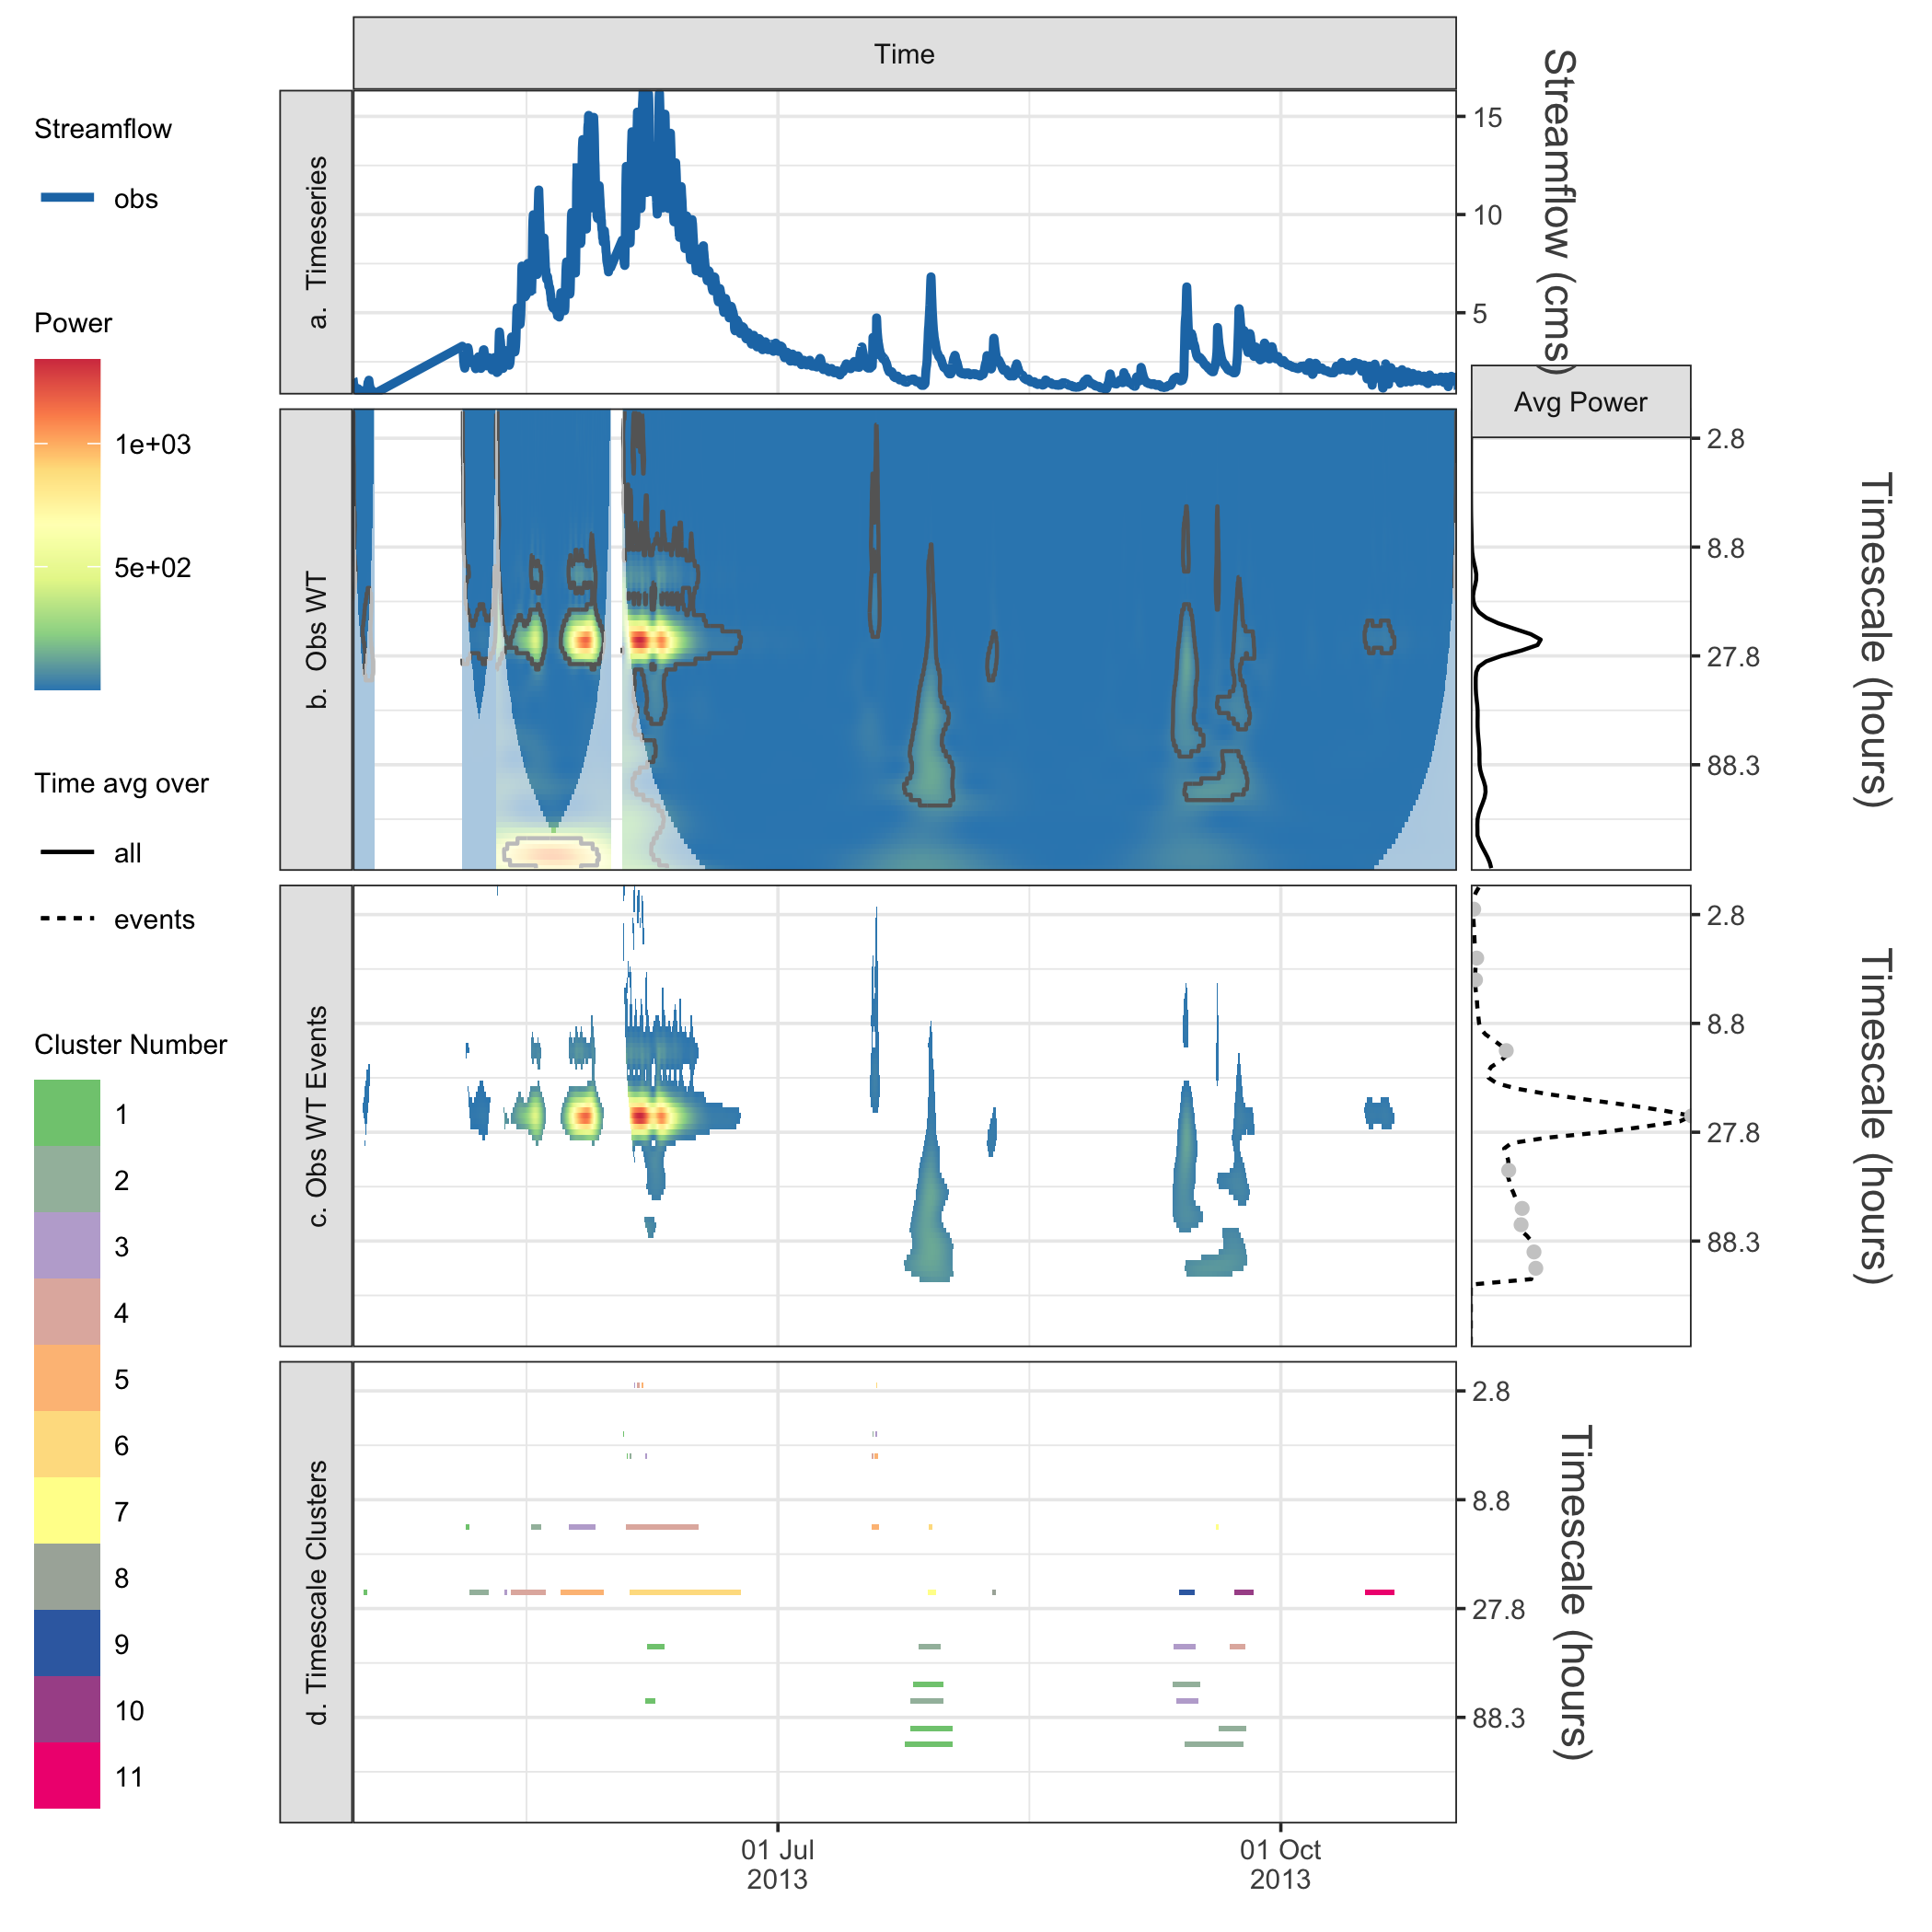 Time
Streamflow
obs
Power
1e+03
5e+02
Time avg over
all
events
Cluster Number
1
2
3
4
5
6
7
8
9
10
11
a. Timeseries
15
10
5
Streamflow (cms)
b. Obs WT
Avg Power
2.8
8.8
27.8
88.3
Timescale (hours)
c. Obs WT Events
2.8
8.8
27.8
88.3
Timescale (hours)
d. Timescale Clusters
2.8
8.8
27.8
88.3
Timescale (hours)
01 Jul
2013
01 Oct
2013